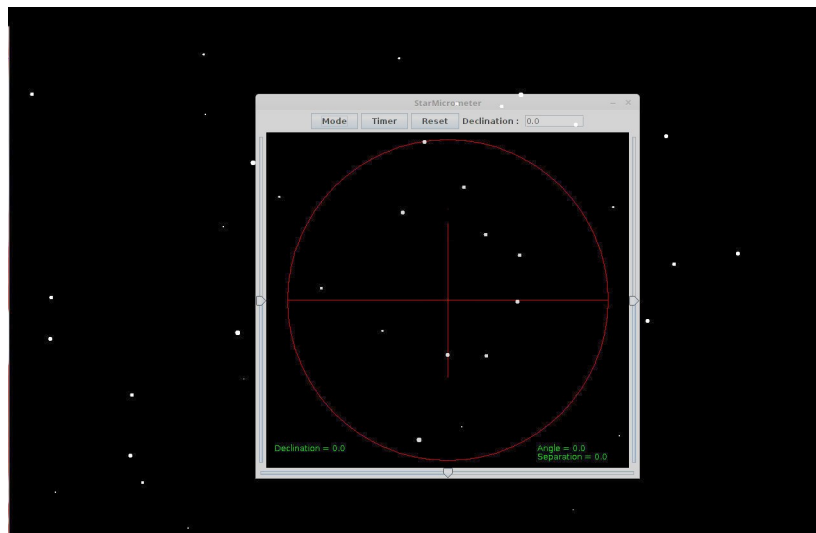 StarMicrometer
Mode Timer Reset Declination : 0.0
Declination = 0.0
Angle = 0.0
Separation = 0.0